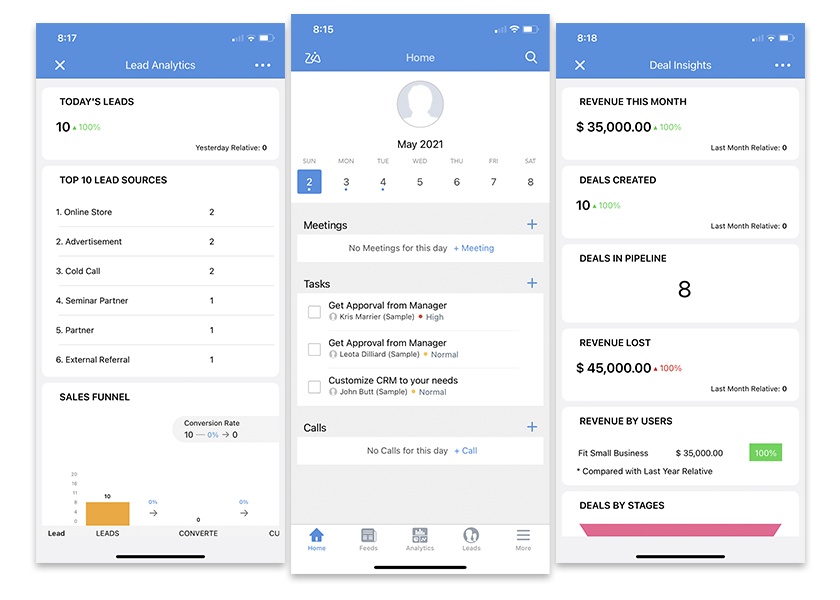 8:17
Lead Analytics
TODAY'S LEADS
10 ▲ 100%
Yesterday Relative: 0
TOP 10 LEAD SOURCES
1. Online Store 2
2. Advertisement 2
3. Cold Call 2
4. Seminar Partner 1
5. Partner 1
6. External Referral 1
SALES FUNNEL
Conversion Rate
10 — 0% → 0
20
16
11
8
4
0
10
0%
→
0
0%
→
Lead LEADS CONVERTE CU
8:15
Home
May 2021
SUN MON TUE WED THU FRI SAT
2 3 4 5 6 7 8
Meetings +
No Meetings for this day + Meeting
Tasks +
Get Apporval from Manager
Kris Marrier (Sample) • High
Get Approval from Manager
Leota Dilliard (Sample) • Normal
Customize CRM to your needs
John Butt (Sample) • Normal
Calls +
No Calls for this day + Call
Home Feeds Analytics Leads More
8:18
Deal Insights
REVENUE THIS MONTH
$ 35,000.00 ▲ 100%
Last Month Relative: 0
DEALS CREATED
10 ▲ 100%
Last Month Relative: 0
DEALS IN PIPELINE
8
REVENUE LOST
$ 45,000.00 ▲ 100%
Last Month Relative: 0
REVENUE BY USERS
Fit Small Business $ 35,000.00 100%
* Compared with Last Year Relative
DEALS BY STAGES